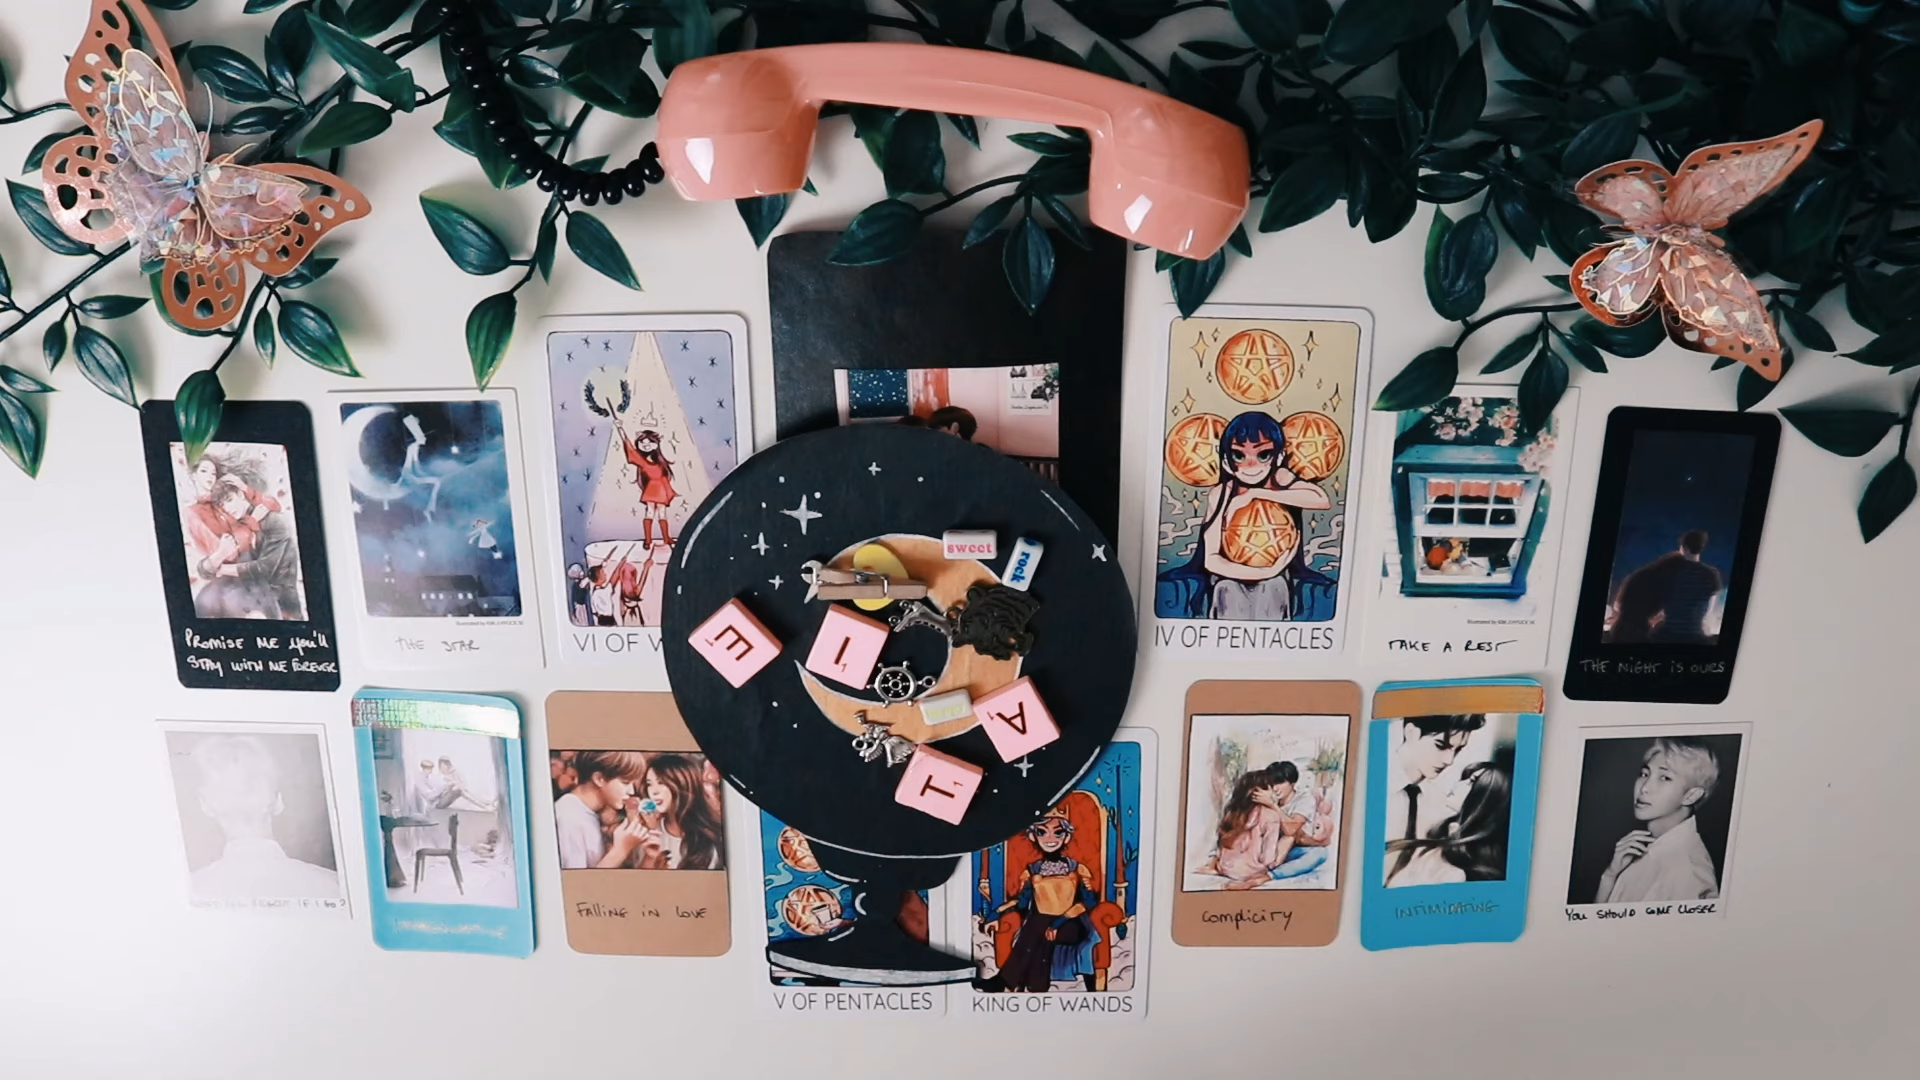 sweet
rock
E
I
A
T
VI OF W
IV OF PENTACLES
PROMISE ME YOU'll
STAY WITH ME FOREVER
THE STAR
TAKE A REST
THE NIGHT IS OURS
FALLING IN LOVE
V OF PENTACLES
KING OF WANDS
COMPLICITY
INTIMIDATING
YOU SHOULD COME CLOSER